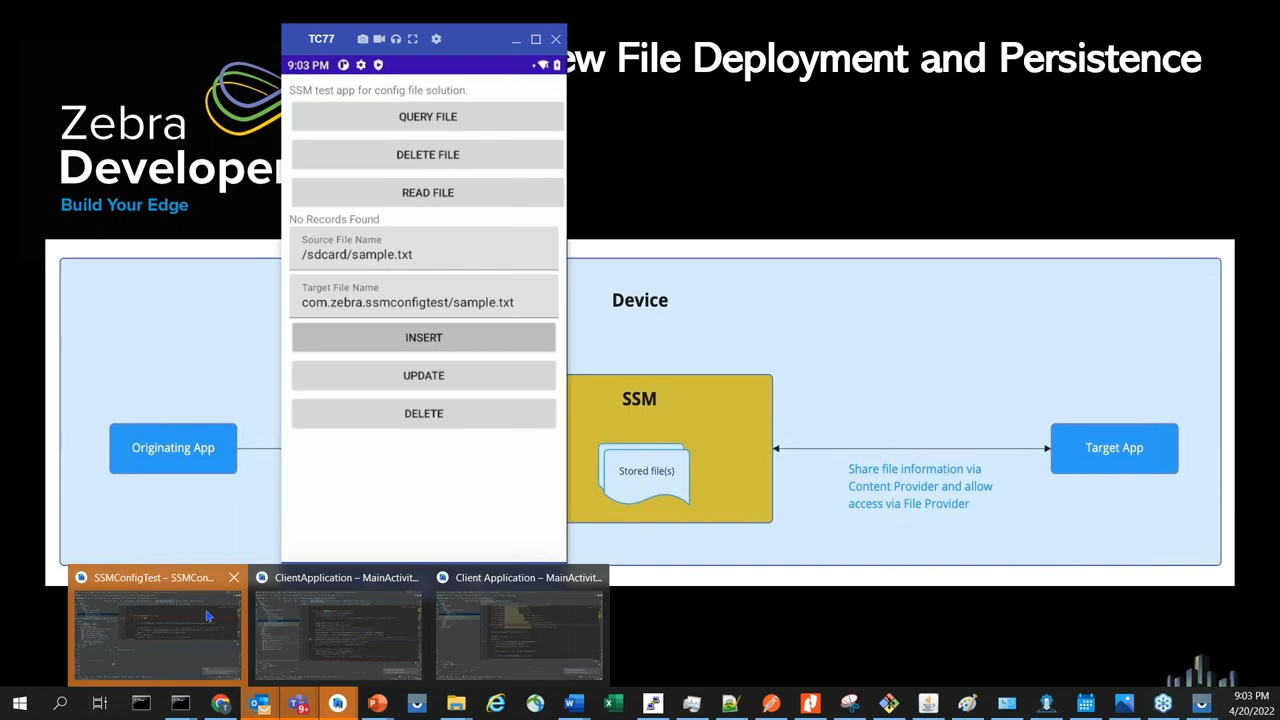 TC77
9:03 PM
ew File Deployment and Persistence
SSM test app for config file solution.
QUERY FILE
DELETE FILE
READ FILE
No Records Found
Source File Name
/sdcard/sample.txt
Target File Name
com.zebra.ssmconfigtest/sample.txt
INSERT
UPDATE
DELETE
Zebra
Developer
Build Your Edge
Device
SSM
Originating App
Stored file(s)
Target App
Share file information via
Content Provider and allow
access via File Provider
SSMConfigTest – SSMCon...
ClientApplication – MainActivit...
Client Application – MainActivit...
9+
9:03 PM
4/20/2022